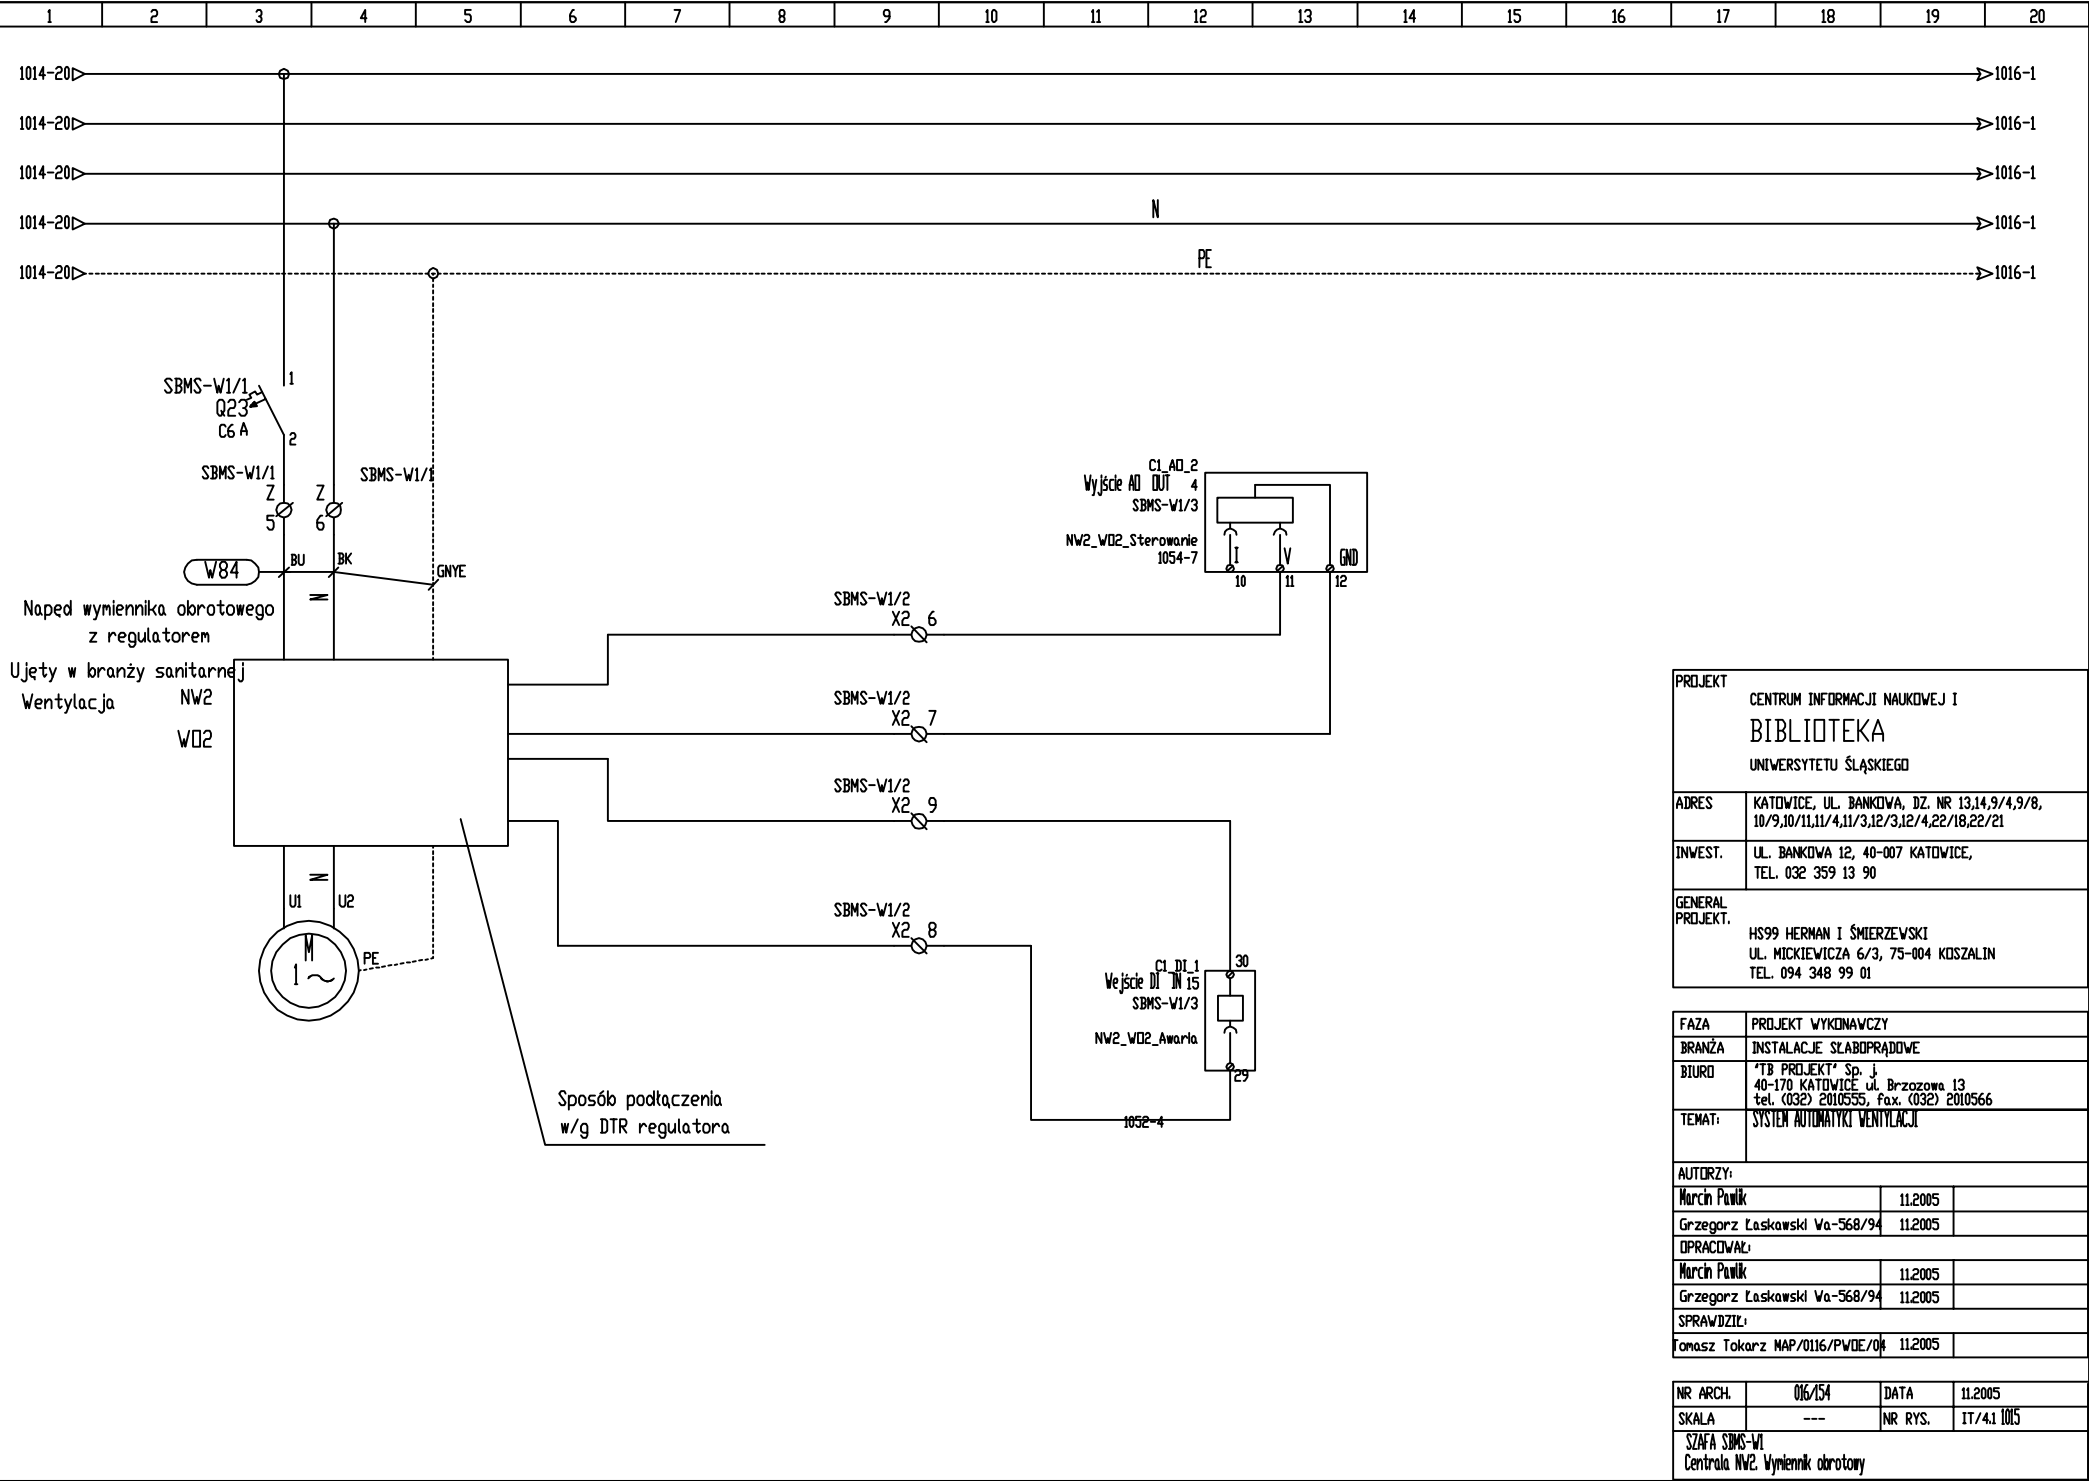 1 2 3 4 5 6 7 8 9 10 11 12 13 14 15 16 17 18 19 20
1014-20 1016-1
1014-20 1016-1
1014-20 1016-1
N
1014-20 1016-1
PE
1014-20 1016-1
SBMS-W1/1
Q23
C6 A
1
2
SBMS-W1/1
Z
5
Z
6
SBMS-W1/1
W84
BU
BK
GNYE
N
Napęd wymiennika obrotowego
z regulatorem
Ujęty w branży sanitarnej
Wentylacja
NW2
WO2
N
U1 U2
M
1 ~
PE
SBMS-W1/2
X2 6
SBMS-W1/2
X2 7
SBMS-W1/2
X2 9
SBMS-W1/2
X2 8
C1_AO_2
Wyjście AO OUT 4
SBMS-W1/3
NW2_WO2_Sterowanie
1054-7
I V GND
10 11 12
C1_DI_1
Wejście DI IN 15
SBMS-W1/3
NW2_WO2_Awaria
30
29
1052-4
Sposób podłączenia
w/g DTR regulatora
PROJEKT
CENTRUM INFORMACJI NAUKOWEJ I
BIBLIOTEKA
UNIWERSYTETU ŚLĄSKIEGO
ADRES
KATOWICE, UL. BANKOWA, DZ. NR 13,14,9/4,9/8,
10/9,10/11,11/4,11/3,12/3,12/4,22/18,22/21
INWEST.
UL. BANKOWA 12, 40-007 KATOWICE,
TEL. 032 359 13 90
GENERAL
PROJEKT.
HS99 HERMAN I ŚMIERZEWSKI
UL. MICKIEWICZA 6/3, 75-004 KOSZALIN
TEL. 094 348 99 01
FAZA PROJEKT WYKONAWCZY
BRANŻA INSTALACJE SŁABOPRĄDOWE
BIURO
"TB PROJEKT" Sp. j.
40-170 KATOWICE ul. Brzozowa 13
tel. (032) 2010555, fax. (032) 2010566
TEMAT: SYSTEM AUTOMATYKI WENTYLACJI
AUTORZY:
Marcin Pawlik 11.2005
Grzegorz Łaskawski Wa-568/94 11.2005
OPRACOWAŁ:
Marcin Pawlik 11.2005
Grzegorz Łaskawski Wa-568/94 11.2005
SPRAWDZIŁ:
Tomasz Tokarz MAP/0116/PWOE/04 11.2005
NR ARCH. 016/154 DATA 11.2005
SKALA --- NR RYS. IT/4.1 1015
SZAFA SBMS-W1
Centrala NW2. Wymiennik obrotowy